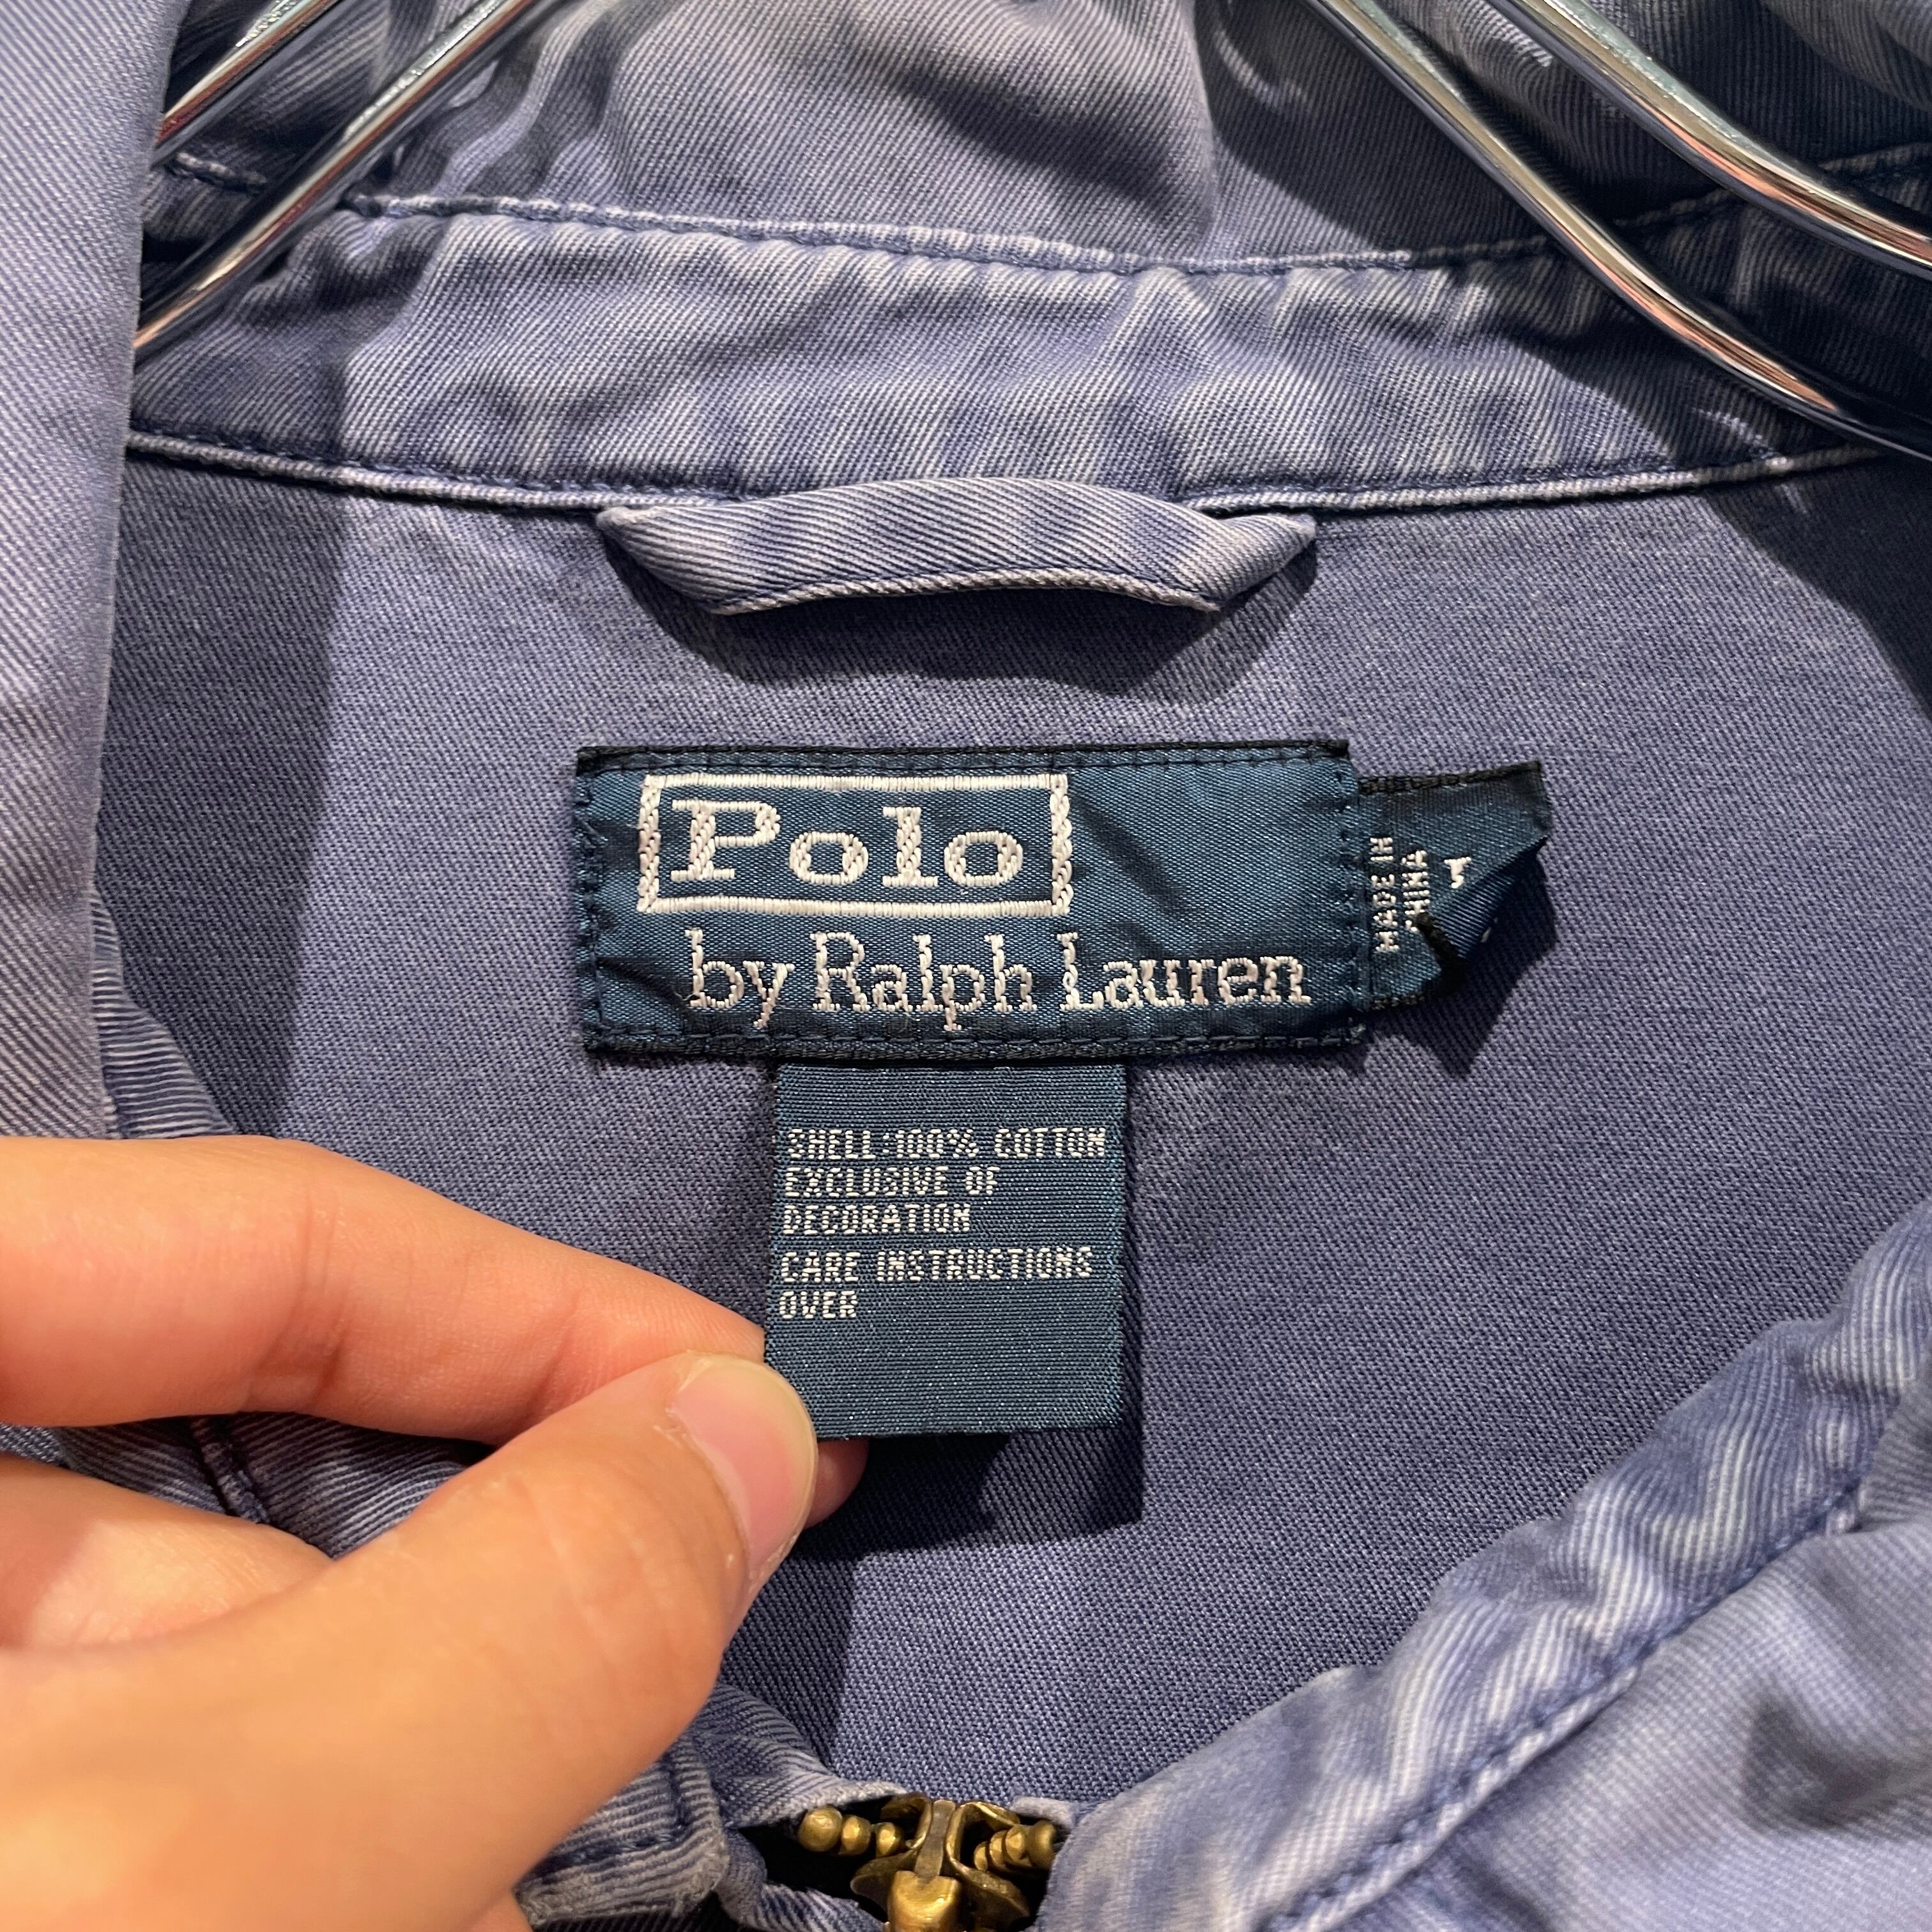 Polo
by Ralph Lauren
MADE IN
CHINA
SHELL:100% COTTON
EXCLUSIVE OF
DECORATION
CARE INSTRUCTIONS
OVER